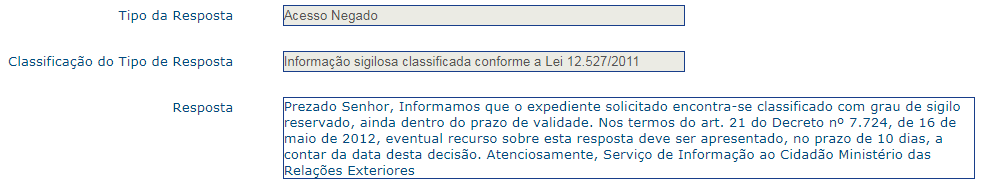 Tipo da Resposta Acesso Negado
Classificação do Tipo de Resposta Informação sigilosa classificada conforme a Lei 12.527/2011
Resposta Prezado Senhor, Informamos que o expediente solicitado encontra-se classificado com grau de sigilo
reservado, ainda dentro do prazo de validade. Nos termos do art. 21 do Decreto nº 7.724, de 16 de
maio de 2012, eventual recurso sobre esta resposta deve ser apresentado, no prazo de 10 dias, a
contar da data desta decisão. Atenciosamente, Serviço de Informação ao Cidadão Ministério das
Relações Exteriores